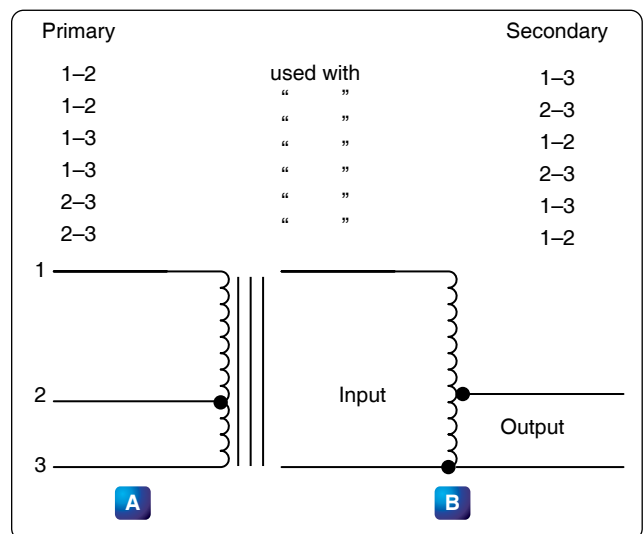 Primary Secondary
1–2 used with 1–3
1–2 “ ” 2–3
1–3 “ ” 1–2
1–3 “ ” 2–3
2–3 “ ” 1–3
2–3 “ ” 1–2
1
2
Input
Output
3
A B